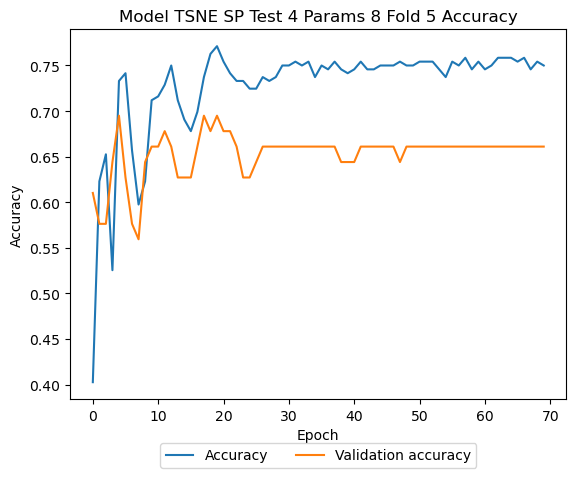 Model TSNE SP Test 4 Params 8 Fold 5 Accuracy
0.75
0.70
0.65
0.60
0.55
0.50
0.45
0.40
Accuracy
0 10 20 30 40 50 60 70
Epoch
Accuracy Validation accuracy